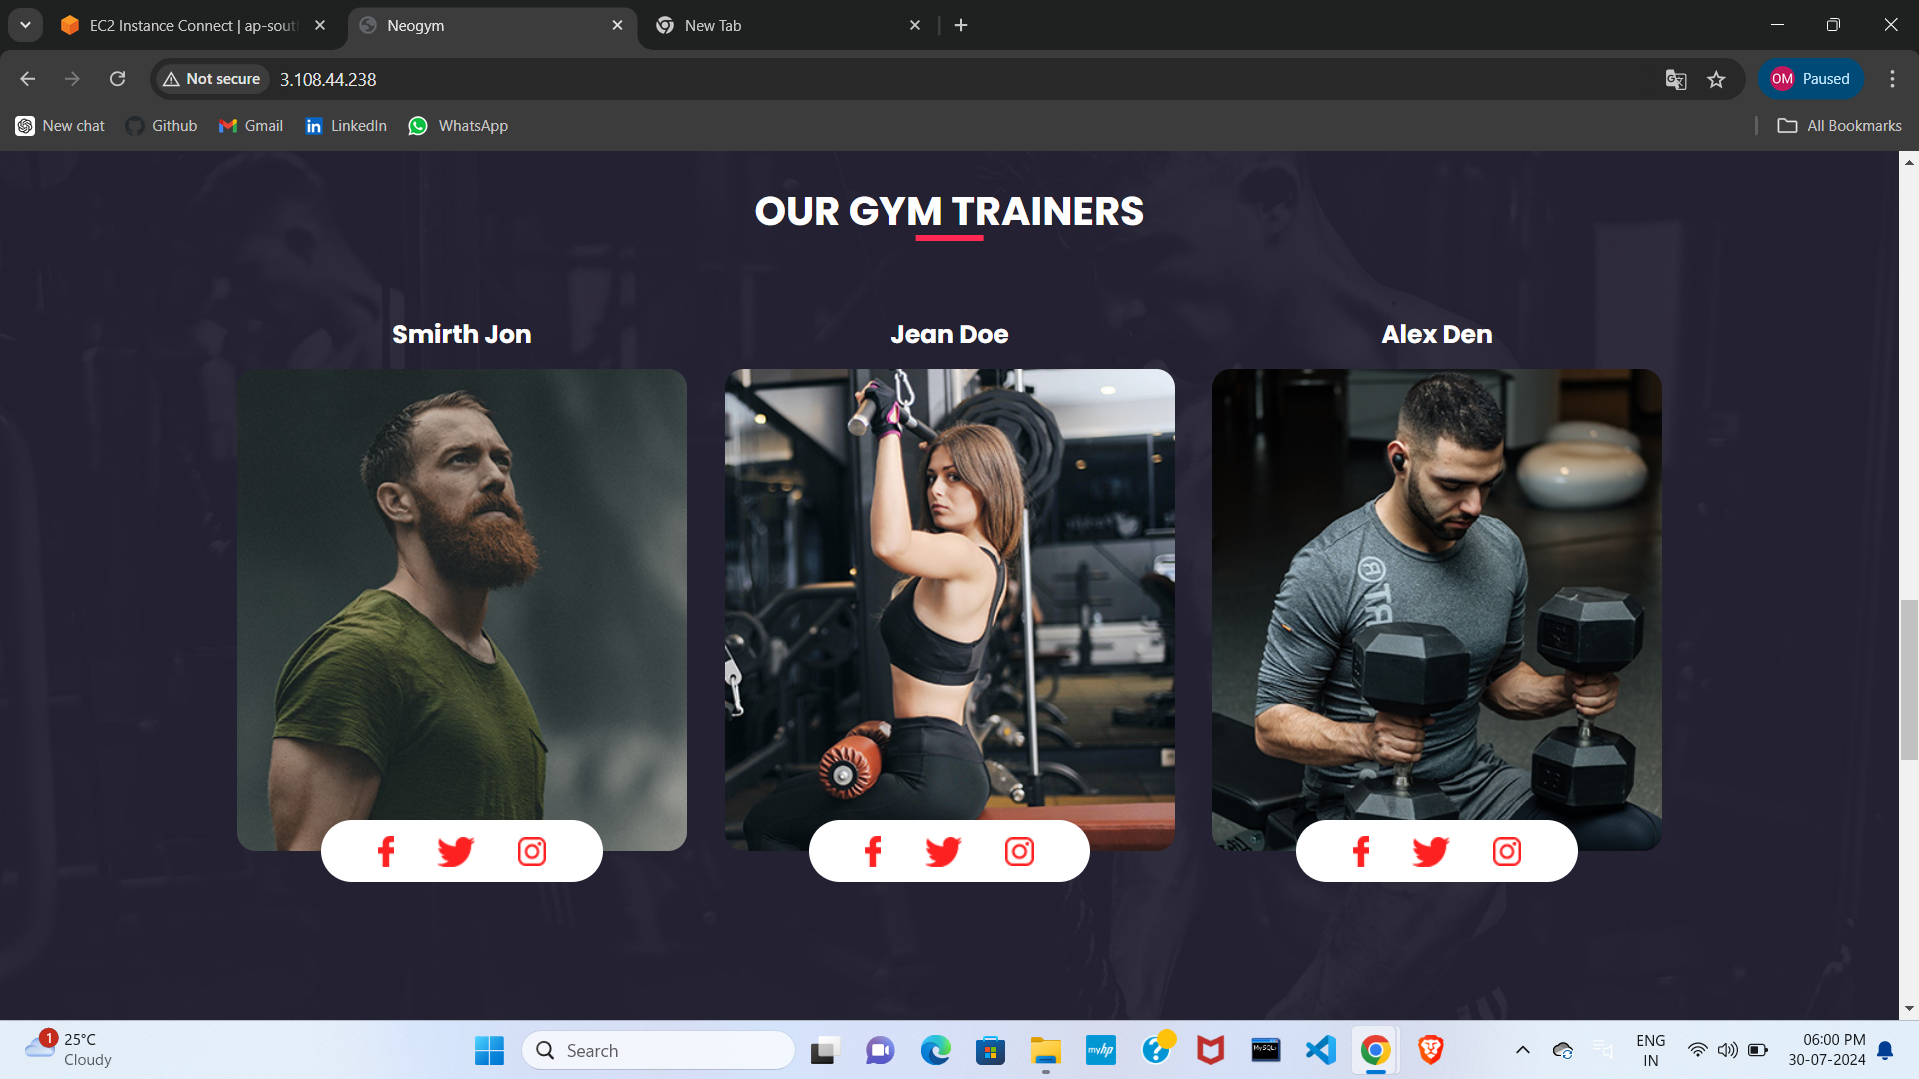 EC2 Instance Connect | ap-sout
Neogym
New Tab
Not secure
3.108.44.238
OM
Paused
New chat
Github
Gmail
LinkedIn
WhatsApp
All Bookmarks
OUR GYM TRAINERS
Smirth Jon
Jean Doe
Alex Den
1
25°C
Cloudy
Search
myhp
MySQL
ENG
IN
06:00 PM
30-07-2024